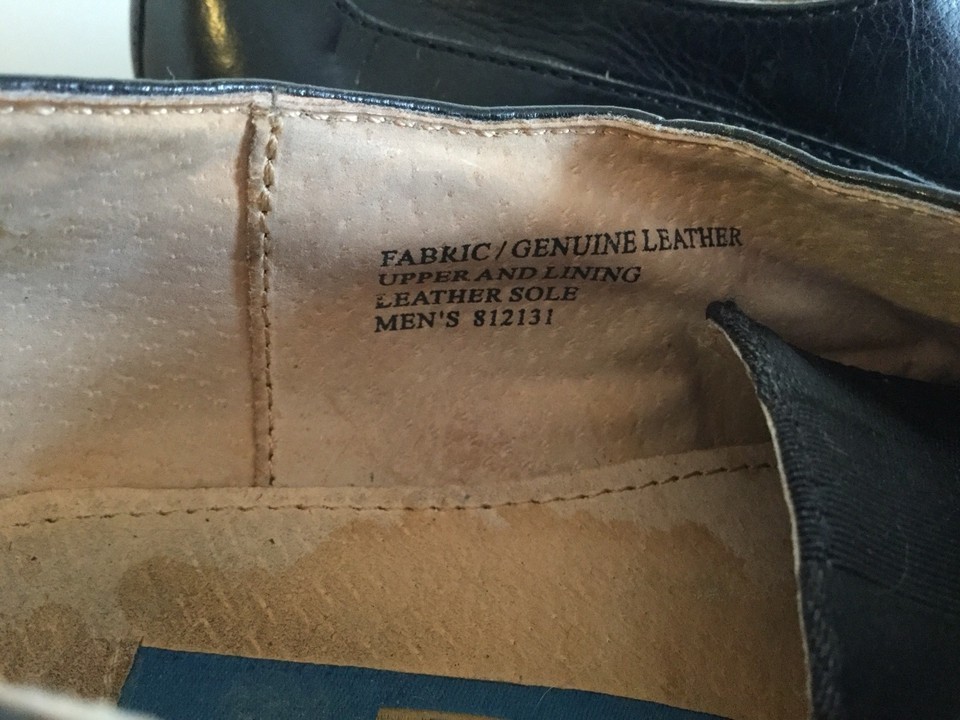 FABRIC / GENUINE LEATHER
UPPER AND LINING
LEATHER SOLE
MEN'S 812131